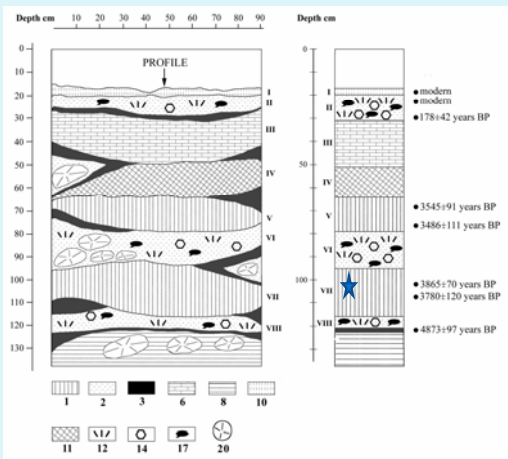 Depth cm 10 20 30 40 50 60 70 80 90
Depth cm
PROFILE
0
10
20
30
40
50
60
70
80
90
100
110
120
130
I
II
III
IV
V
VI
VII
VIII
0
50
100
I
II
III
IV
V
VI
VII
VIII
modern
modern
178±42 years BP
3545±91 years BP
3486±111 years BP
3865±70 years BP
3780±120 years BP
4873±97 years BP
1 2 3 6 8 10
11 12 14 17 20